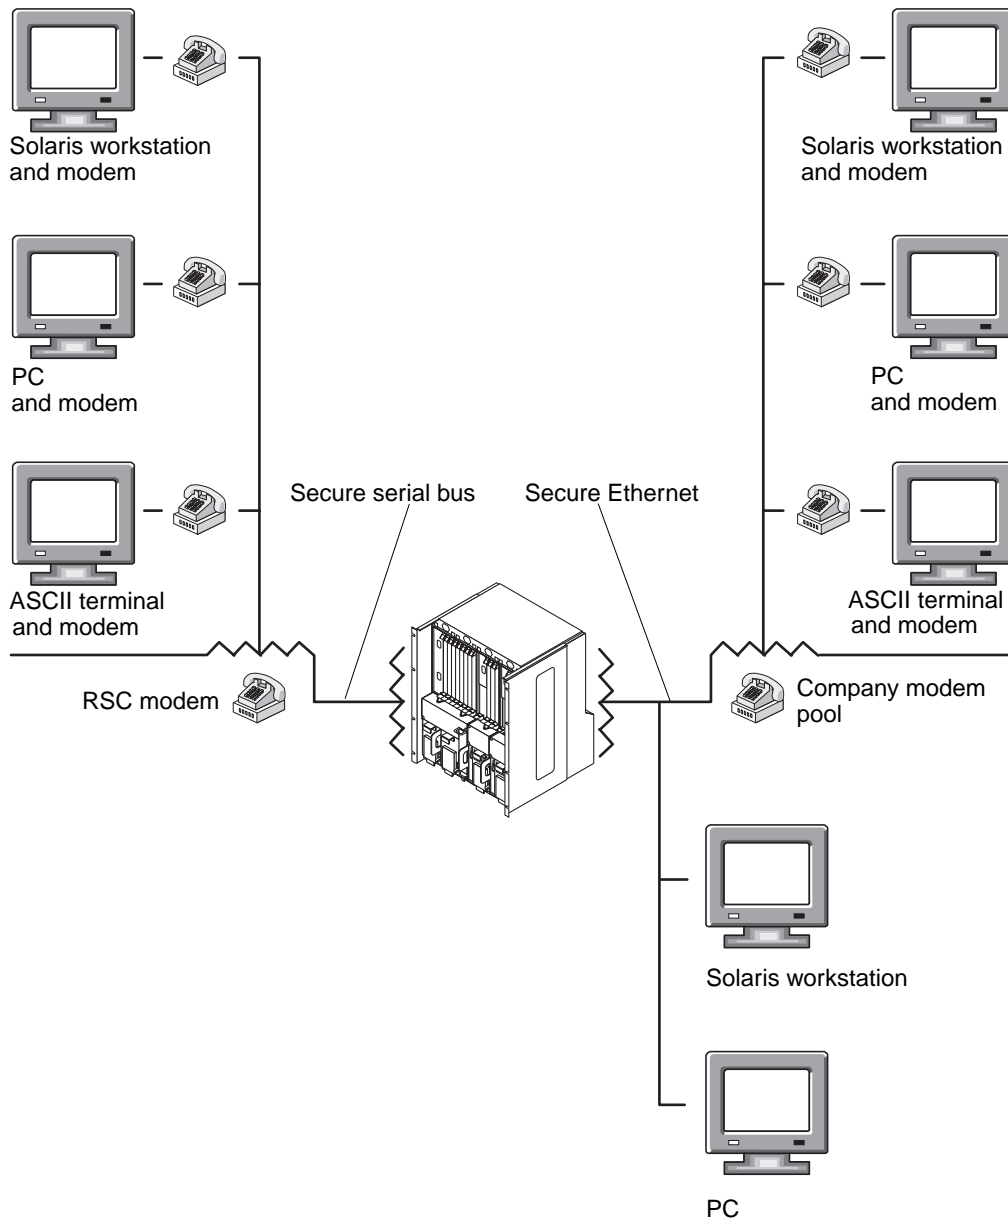 Solaris workstation
and modem
Solaris workstation
and modem
PC
and modem
PC
and modem
Secure serial bus
Secure Ethernet
ASCII terminal
and modem
ASCII terminal
and modem
RSC modem
Company modem
pool
Solaris workstation
PC